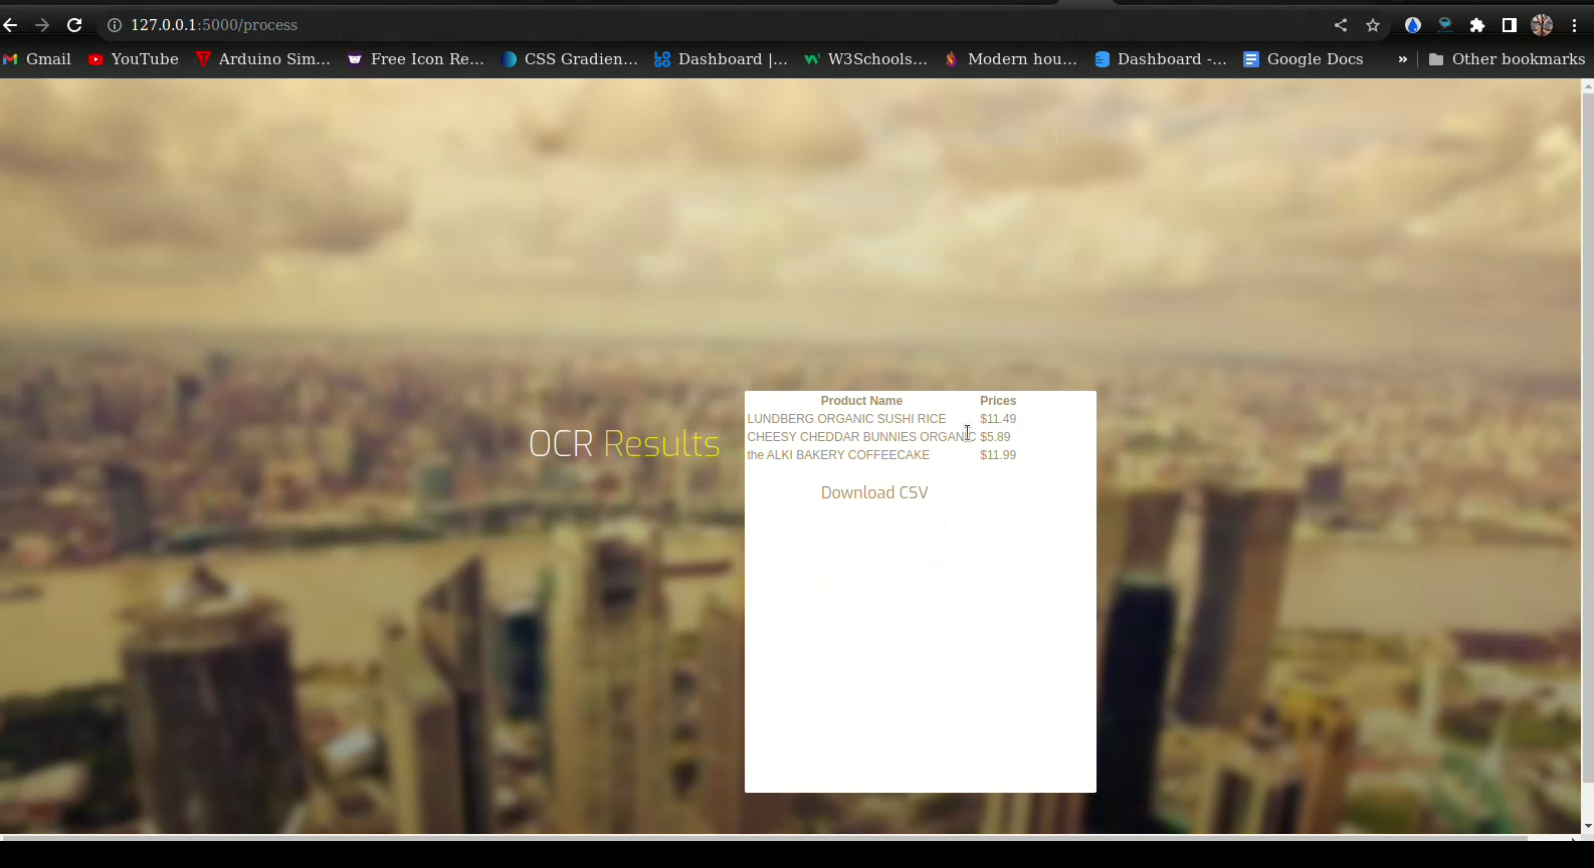 127.0.0.1:5000/process
Gmail YouTube Arduino Sim... Free Icon Re... CSS Gradien... Dashboard |... W3Schools... Modern hou... Dashboard -... Google Docs » Other bookmarks
Product Name Prices
LUNDBERG ORGANIC SUSHI RICE $11.49
CHEESY CHEDDAR BUNNIES ORGANIC $5.89
the ALKI BAKERY COFFEECAKE $11.99
OCR Results
Download CSV